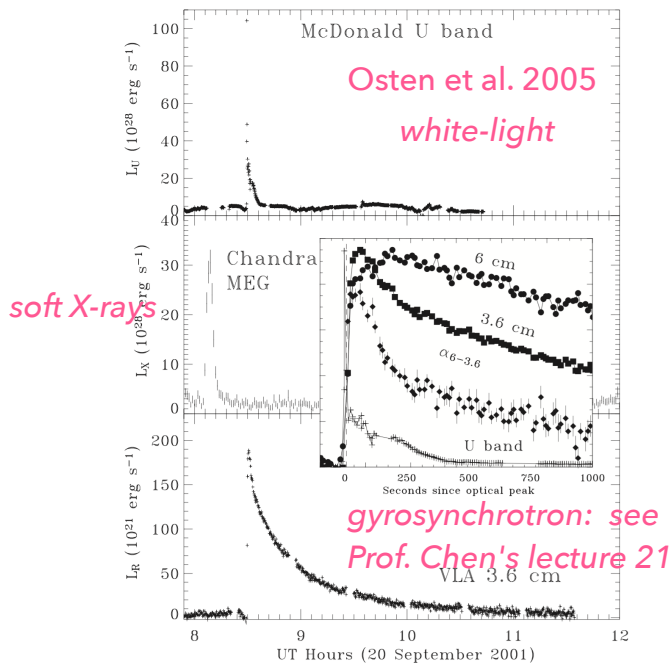 McDonald U band
Osten et al. 2005
white-light
L_U (10^28 erg s^−1)
100
80
60
40
20
0
Chandra
MEG
soft X-rays
L_X (10^28 erg s^−1)
40
30
20
10
0
6 cm
3.6 cm
α_6−3.6
U band
0 250 500 750 1000
Seconds since optical peak
gyrosynchrotron: see
Prof. Chen's lecture 21
VLA 3.6 cm
L_R (10^21 erg s^−1)
200
150
100
50
0
8 9 10 11 12
UT Hours (20 September 2001)